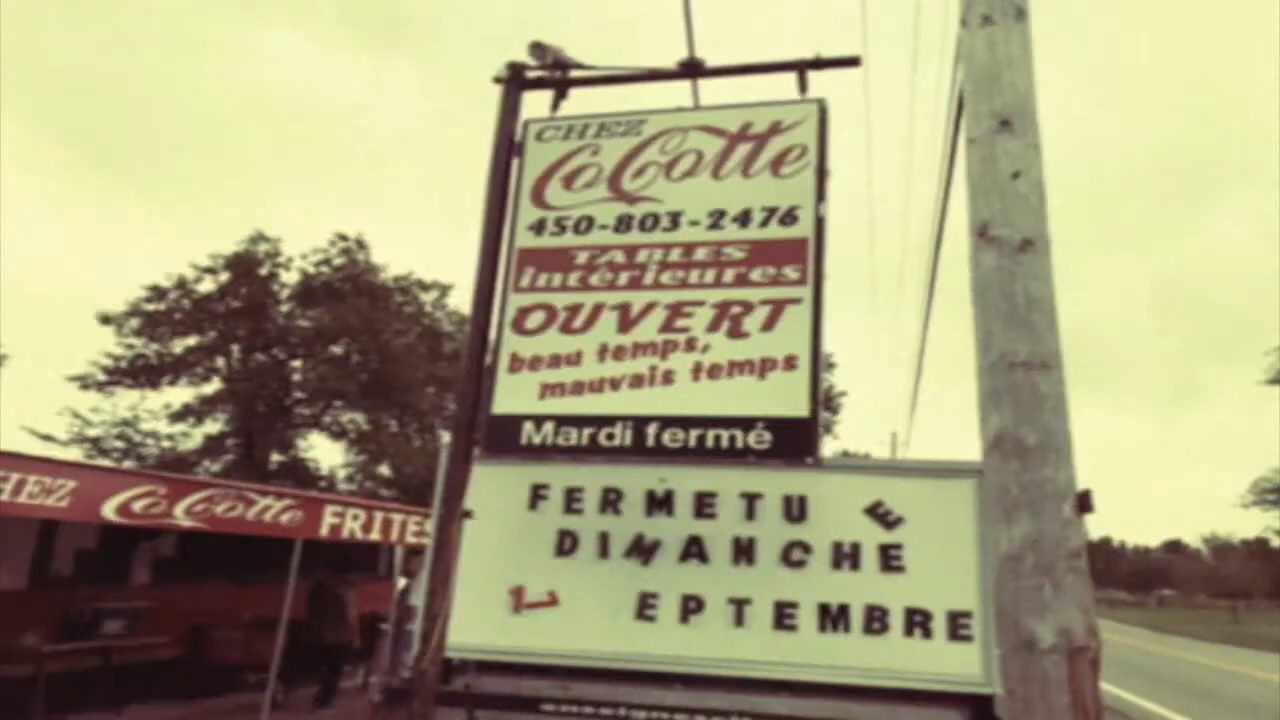 CHEZ
CoCotte
450-803-2476
TABLES
intérieures
OUVERT
beau temps,
mauvais temps
Mardi fermé
FERMETU E
DIMANCHE
EPTEMBRE
HEZ CoCotte FRITES